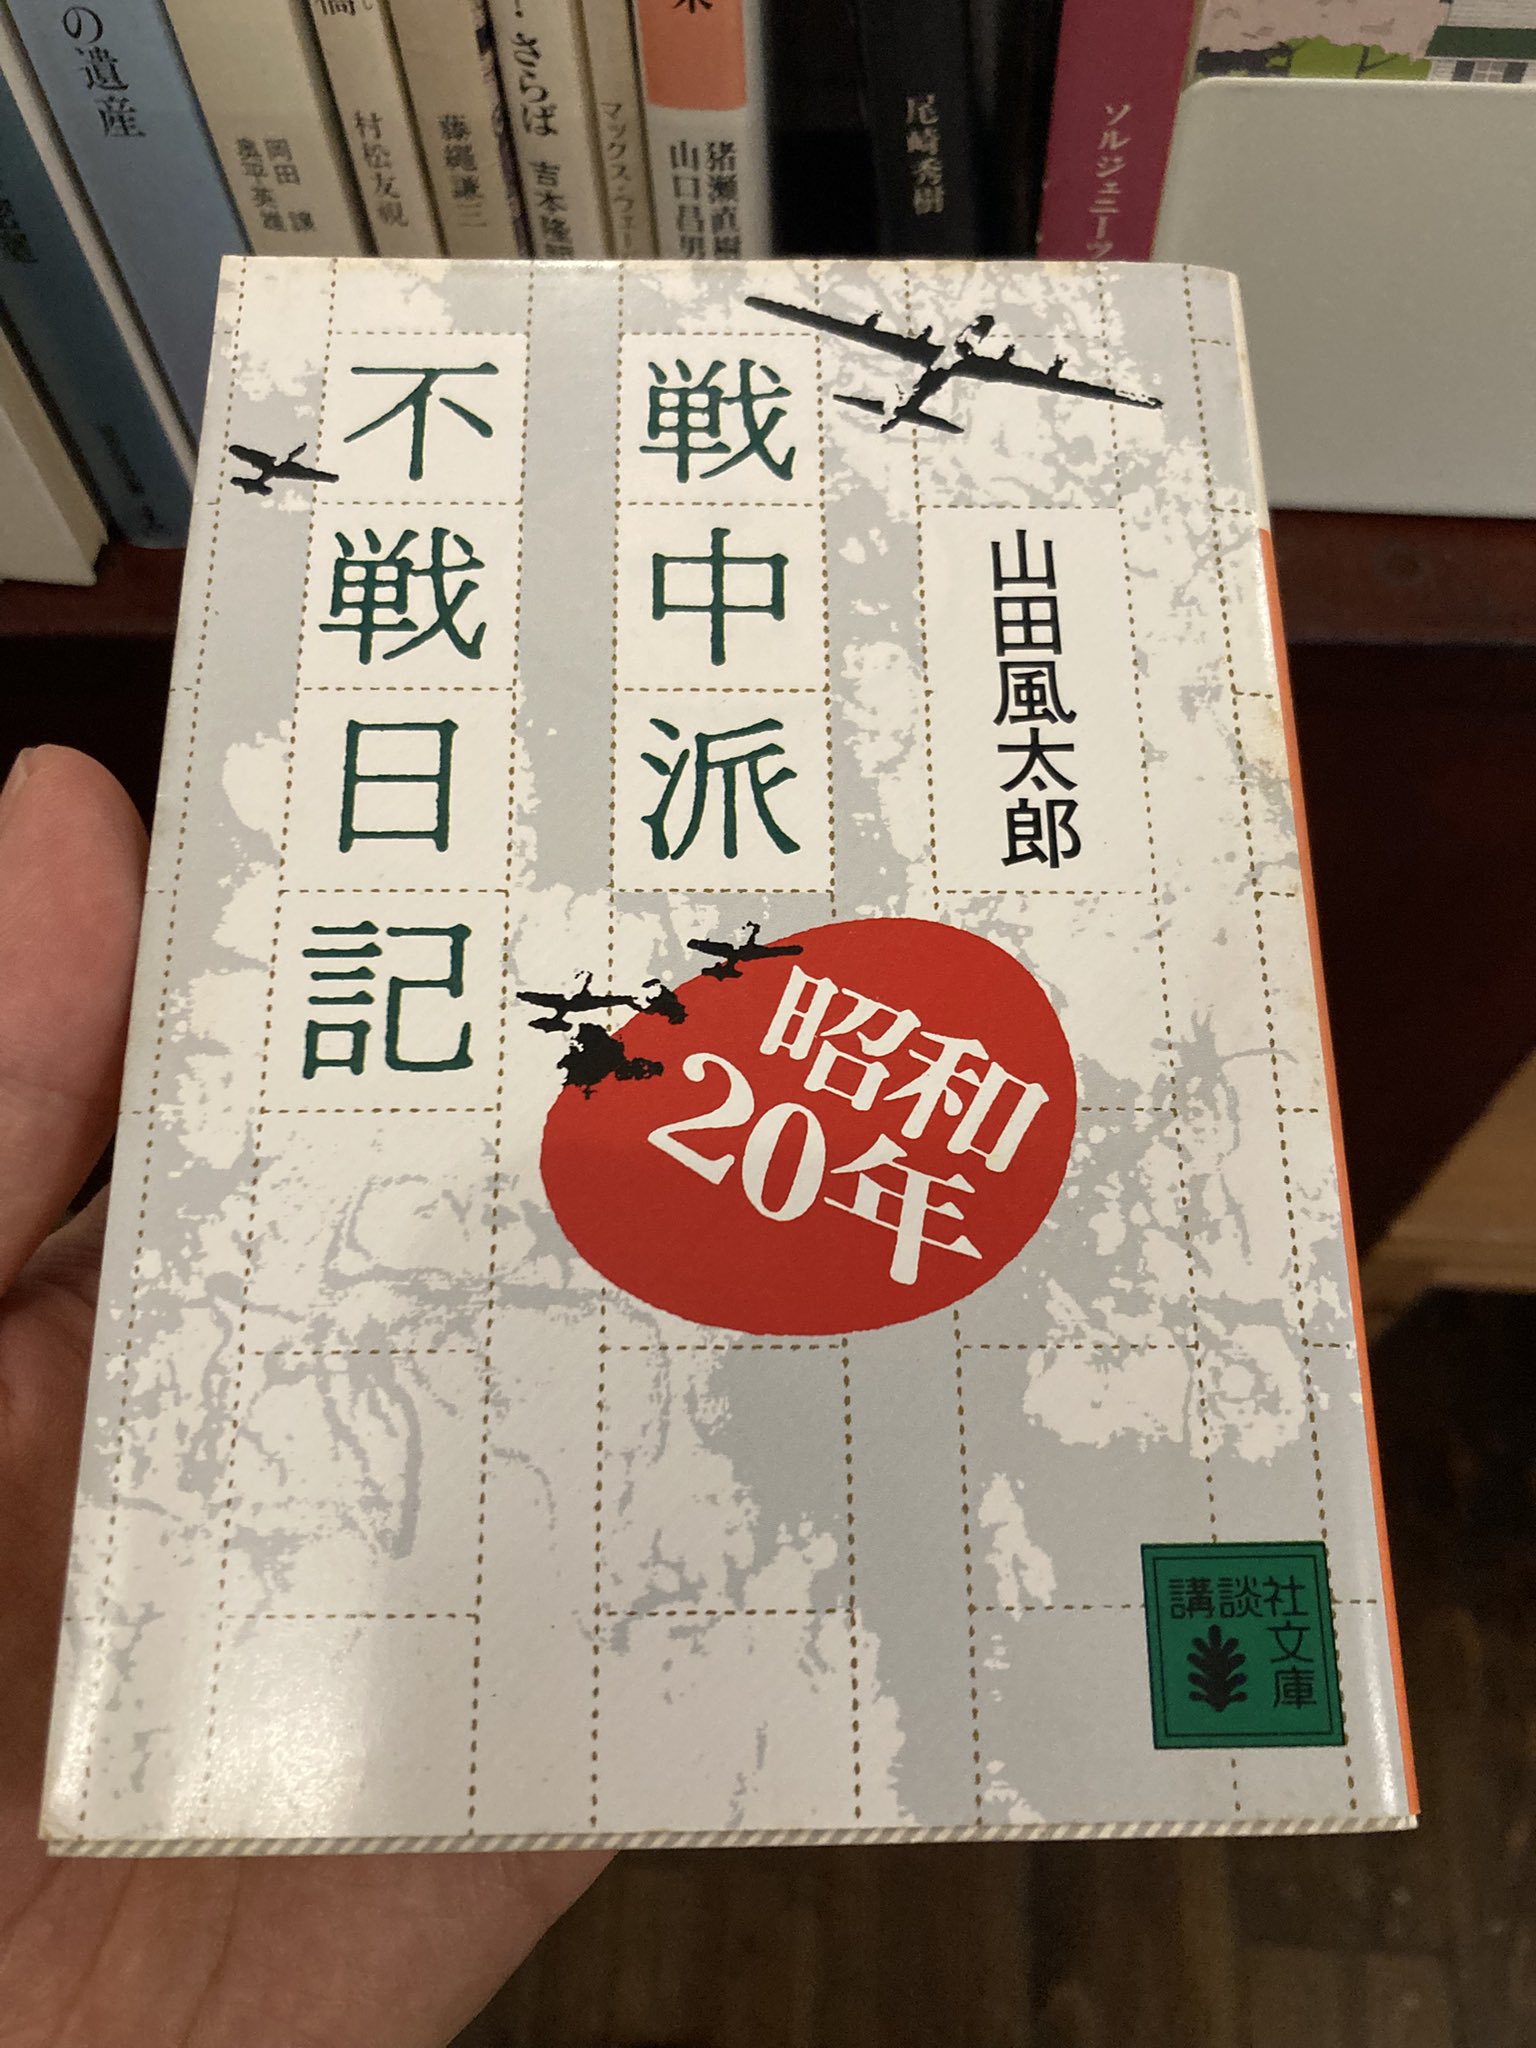 の遺産
岡田 譲
奥平英雄
村松友視
藤縄謙三
さらば 吉本隆
マックス・ウェー
猪瀬直樹
山口昌男
尾崎秀樹
ソルジェニーツ
山田風太郎
戦中派
不戦日記
昭和
20年
講談社
文庫